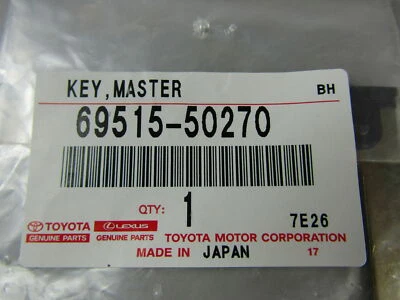 KEY, MASTER BH
69515-50270
QTY: 1 7E26
TOYOTA LEXUS
GENUINE PARTS GENUINE PARTS TOYOTA MOTOR CORPORATION
MADE IN JAPAN 17